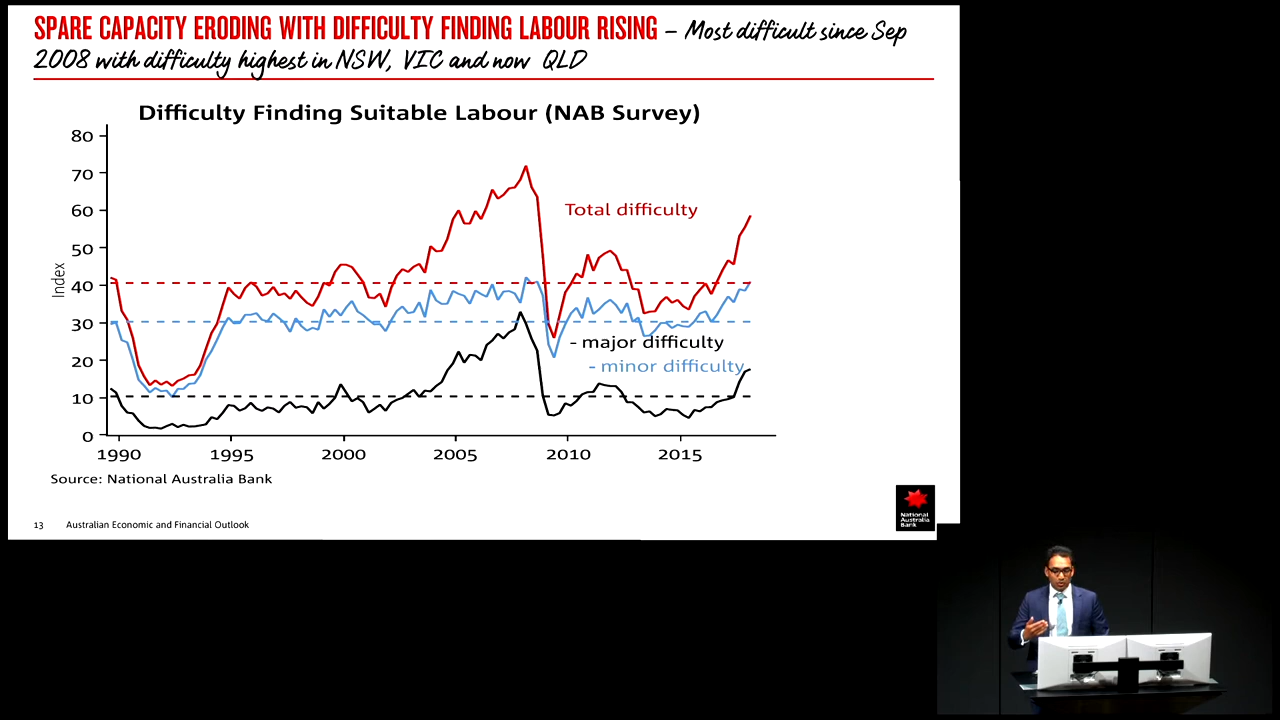 SPARE CAPACITY ERODING WITH DIFFICULTY FINDING LABOUR RISING – Most difficult since Sep
2008 with difficulty highest in NSW, VIC and now QLD
Difficulty Finding Suitable Labour (NAB Survey)
80
70
60
50
40
30
20
10
0
Index
Total difficulty
- major difficulty
- minor difficulty
1990 1995 2000 2005 2010 2015
Source: National Australia Bank
13 Australian Economic and Financial Outlook
National
Australia
Bank